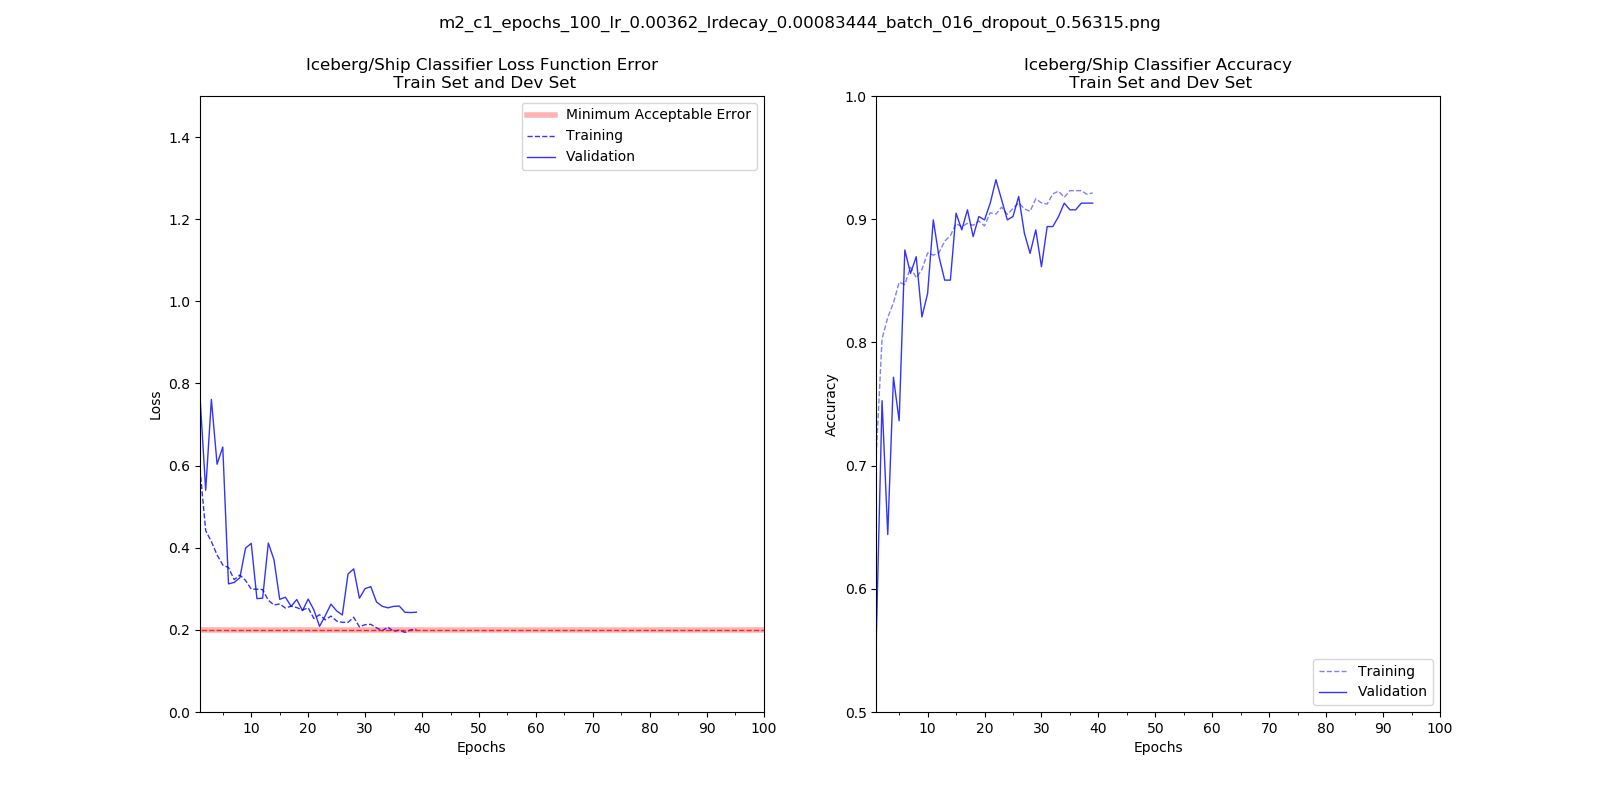 m2_c1_epochs_100_lr_0.00362_lrdecay_0.00083444_batch_016_dropout_0.56315.png
Iceberg/Ship Classifier Loss Function Error
Train Set and Dev Set
1.4
1.2
1.0
0.8
0.6
0.4
0.2
0.0
Loss
Minimum Acceptable Error
Training
Validation
10 20 30 40 50 60 70 80 90 100
Epochs
Iceberg/Ship Classifier Accuracy
Train Set and Dev Set
1.0
0.9
0.8
0.7
0.6
0.5
Accuracy
Training
Validation
10 20 30 40 50 60 70 80 90 100
Epochs